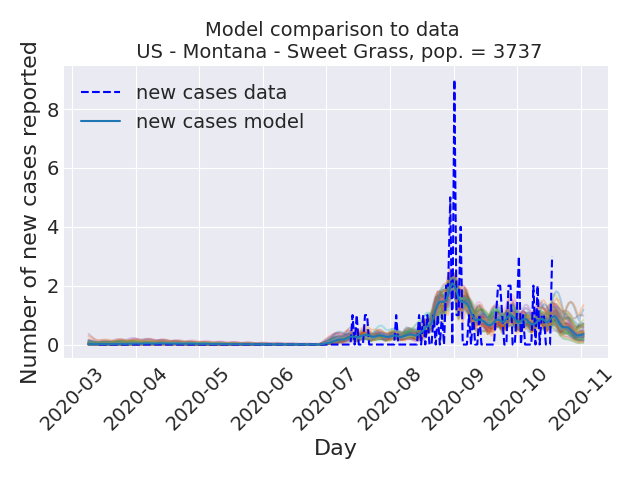 Model comparison to data
US - Montana - Sweet Grass, pop. = 3737
Number of new cases reported
8
6
4
2
0
new cases data
new cases model
2020-03
2020-04
2020-05
2020-06
2020-07
2020-08
2020-09
2020-10
2020-11
Day